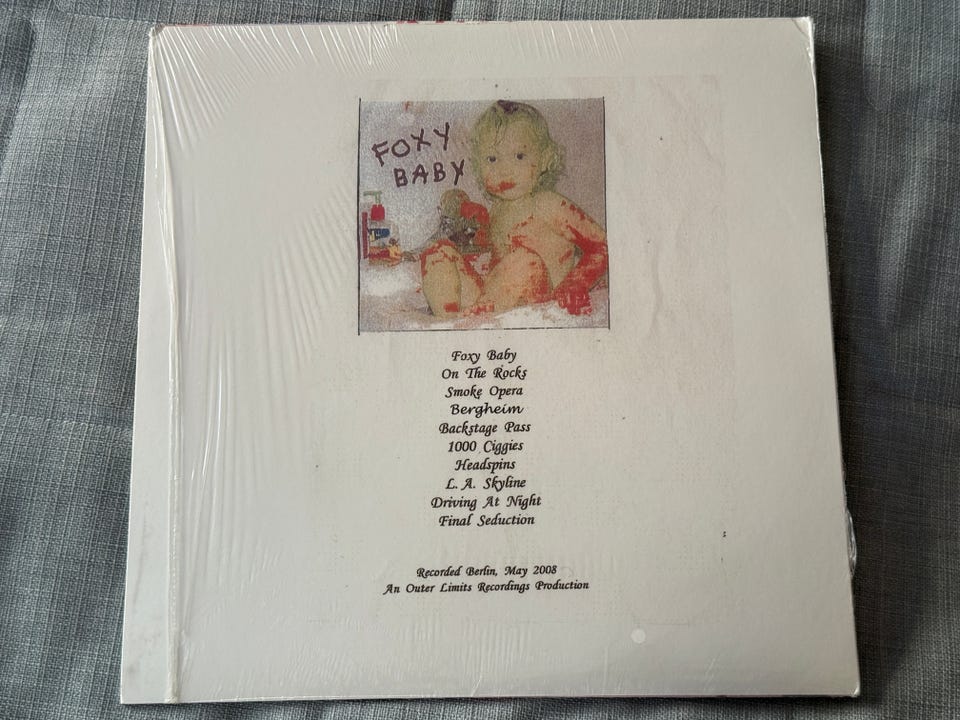 FOXY
BABY
Foxy Baby
On The Rocks
Smoke Opera
Bergheim
Backstage Pass
1000 Ciggies
Headspins
L. A. Skyline
Driving At Night
Final Seduction
Recorded Berlin, May 2008
An Outer Limits Recordings Production